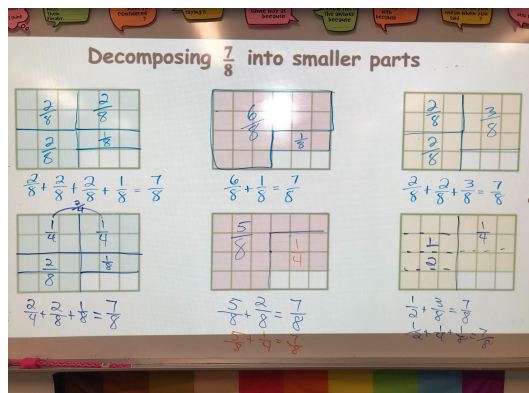 Decomposing 7/8 into smaller parts
2/8 2/8
2/8 1/8
2/8 + 2/8 + 2/8 + 1/8 = 7/8
6/8
1/8
6/8 + 1/8 = 7/8
2/8 3/8
2/8
2/8 + 2/8 + 3/8 = 7/8
1/4 1/4
2/8 1/8
2/4 + 2/8 + 1/8 = 7/8
5/8
1/4
5/8 + 2/8 = 7/8
5/8 + 1/4 = 7/8
1/4
1/2
1/2 + 3/8 = 7/8
1/2 + 1/4 + 1/8 = 7/8